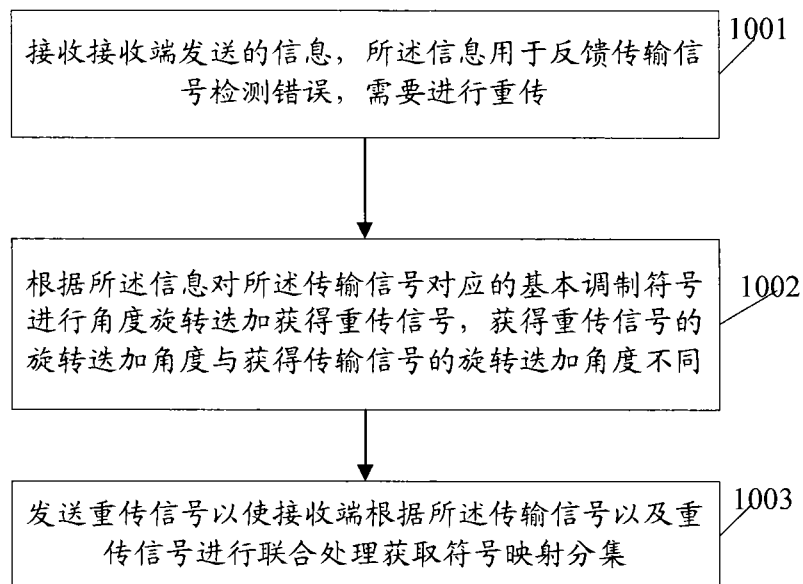 接收接收端发送的信息，所述信息用于反馈传输信
号检测错误，需要进行重传
1001
根据所述信息对所述传输信号对应的基本调制符号
进行角度旋转迭加获得重传信号，获得重传信号的
旋转迭加角度与获得传输信号的旋转迭加角度不同
1002
发送重传信号以使接收端根据所述传输信号以及重
传信号进行联合处理获取符号映射分集
1003